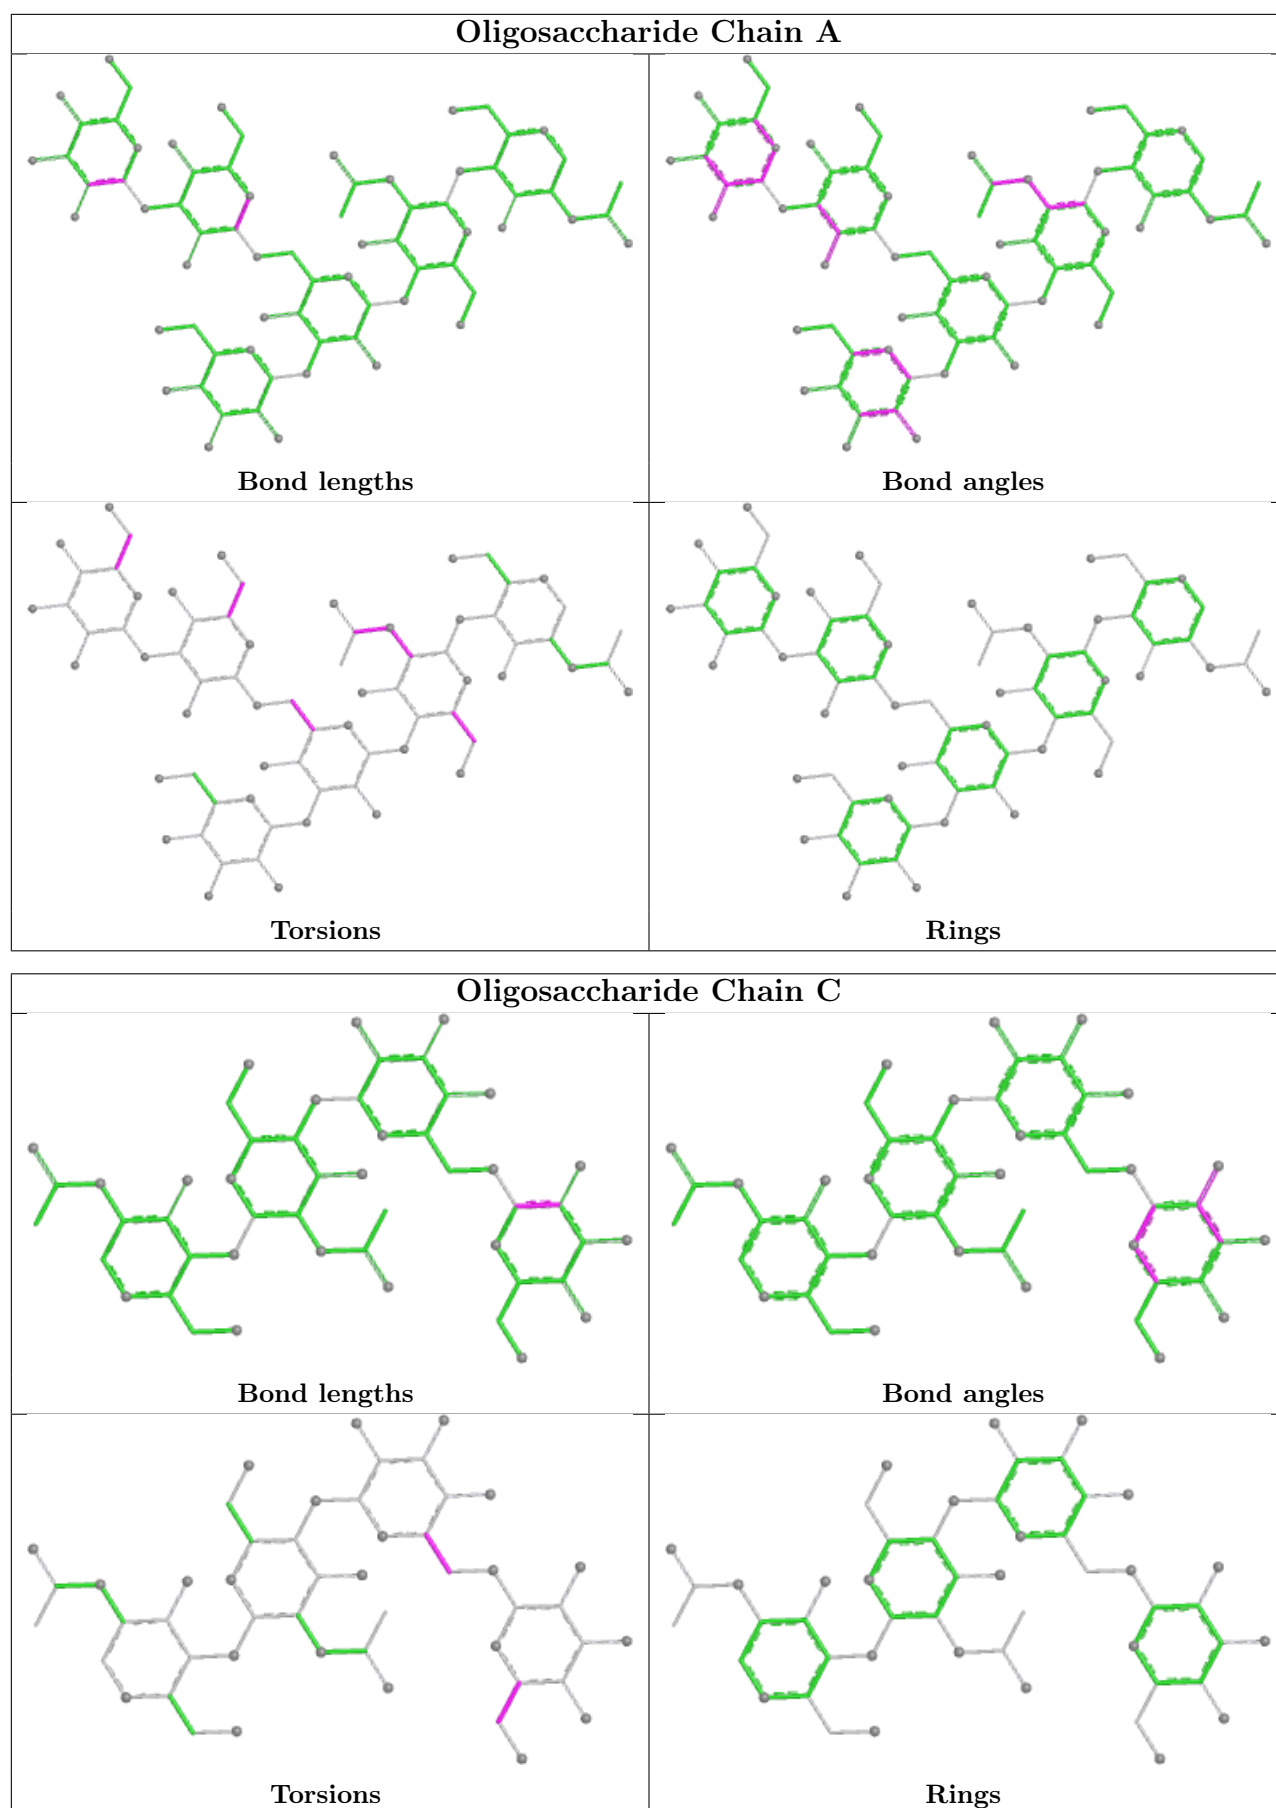 Oligosaccharide Chain A
Bond lengths
Bond angles
Torsions
Rings
Oligosaccharide Chain C
Bond lengths
Bond angles
Torsions
Rings